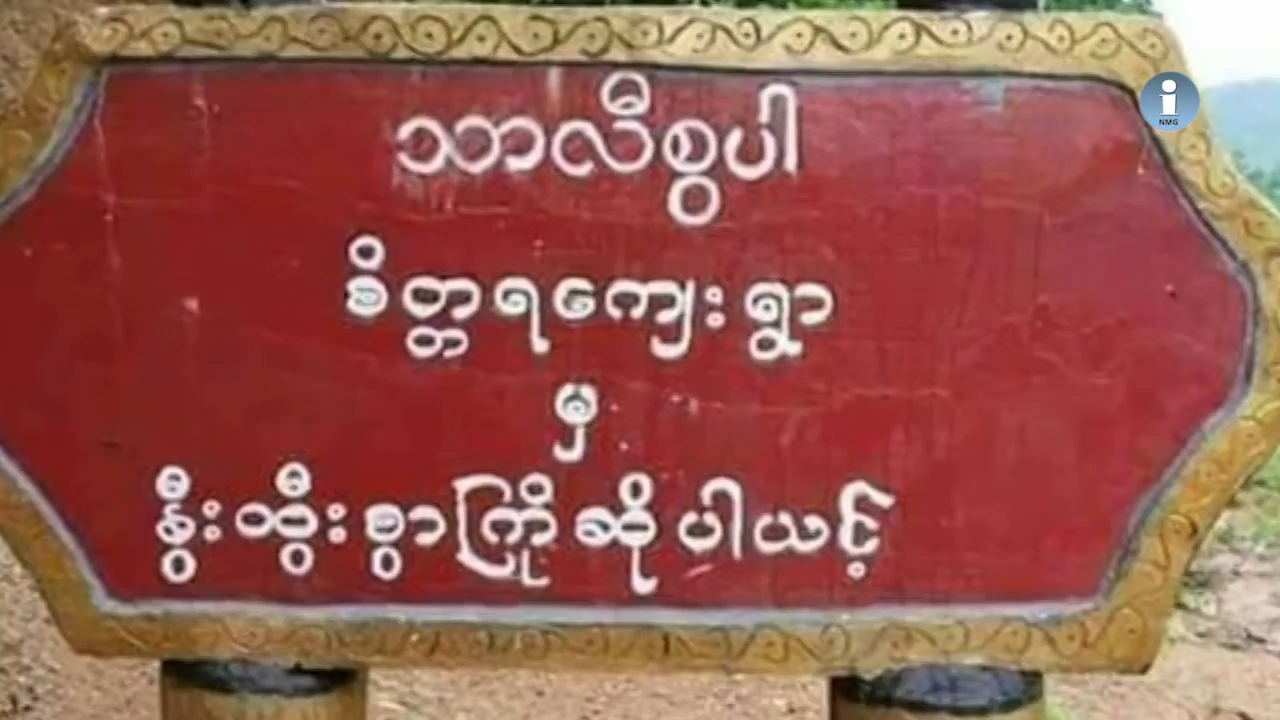 သာလီစွပါ
စိတ္တရကျေးရွာ
မှ
နွီးထွီးစွာကြိုဆိုပါယင့်
i
NMG